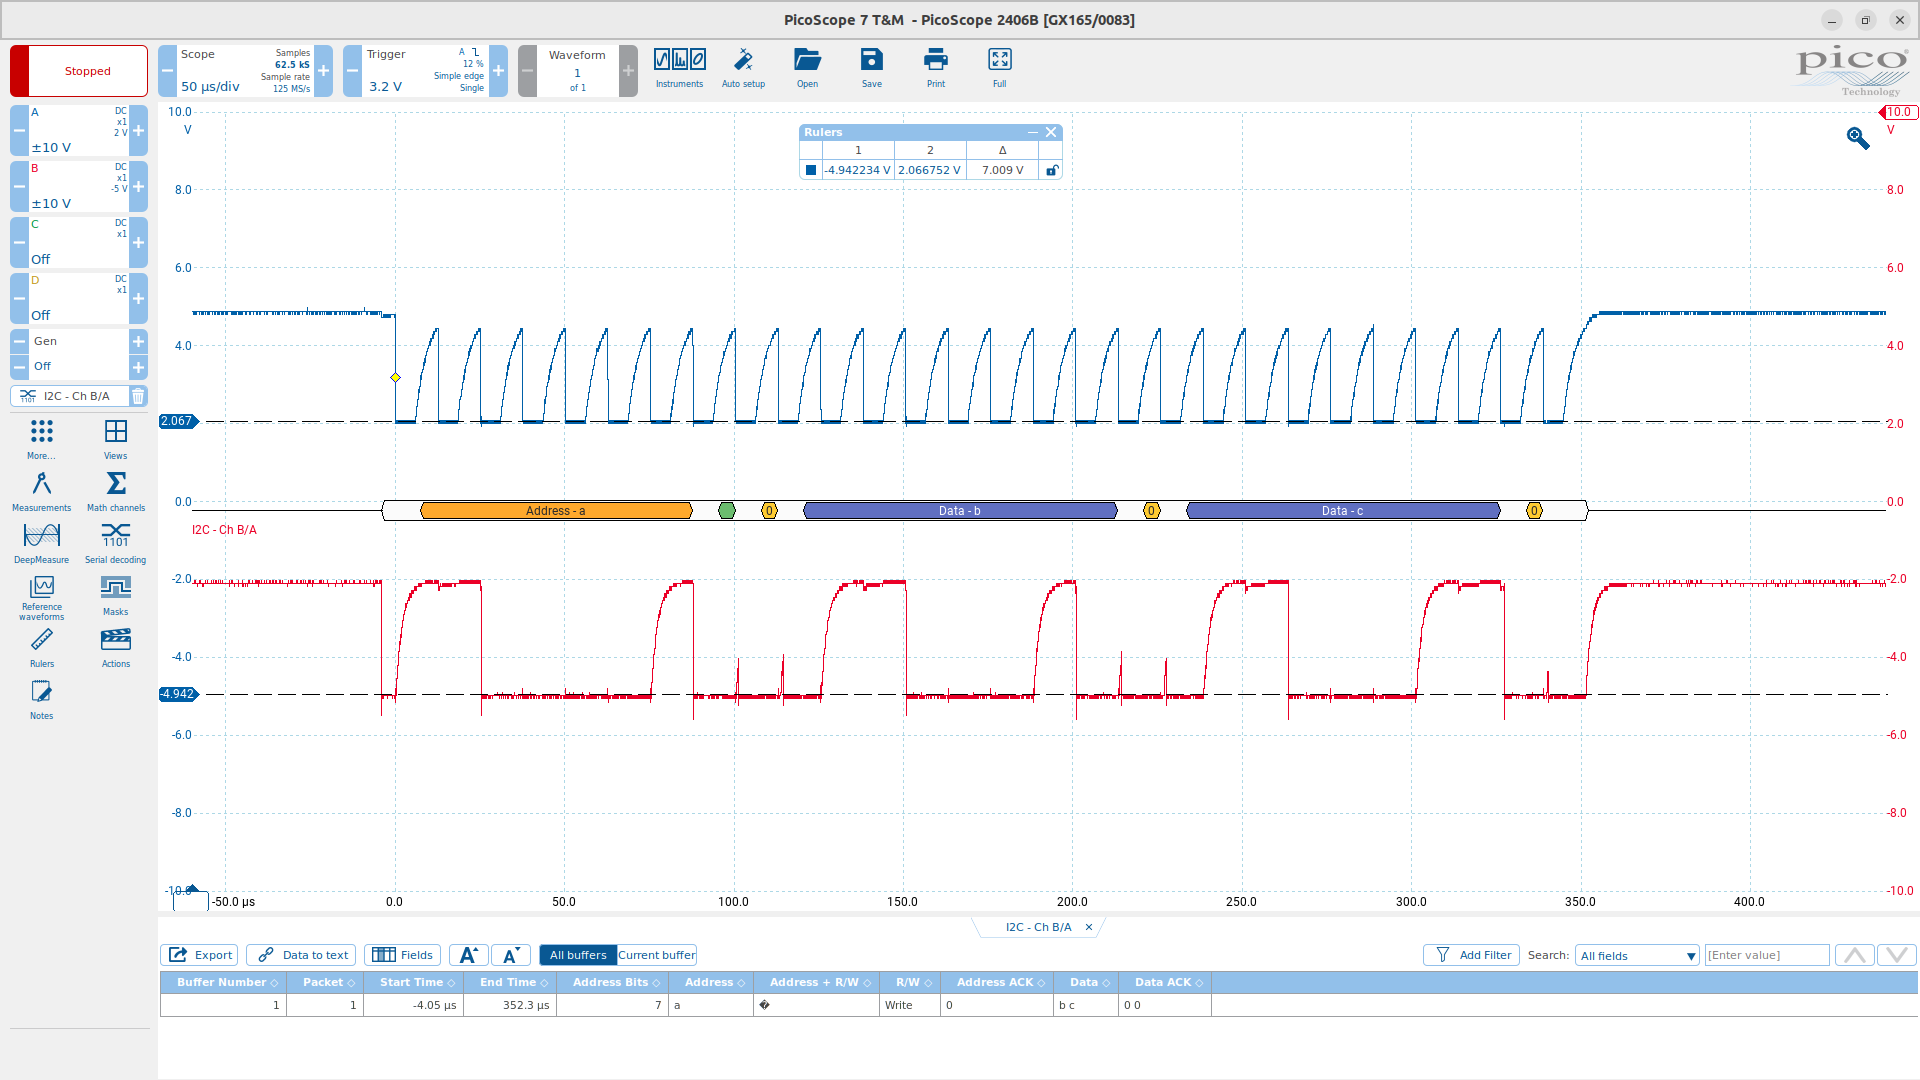 PicoScope 7 T&M - PicoScope 2406B [GX165/0083]
Stopped
Scope
50 µs/div
Samples
62.5 kS
Sample rate
125 MS/s
Trigger
3.2 V
A
12 %
Simple edge
Single
Waveform
1
of 1
Instruments
Auto setup
Open
Save
Print
Full
pico
Technology
A
DC
x1
2 V
±10 V
B
DC
x1
-5 V
±10 V
C
DC
x1
Off
D
DC
x1
Off
Gen
Off
1101
I2C - Ch B/A
More...
Views
Measurements
Math channels
DeepMeasure
1101
Serial decoding
Reference waveforms
Masks
Rulers
Actions
Notes
10.0
V
8.0
6.0
4.0
2.067
0.0
-2.0
-4.0
-4.942
-6.0
-8.0
-10.0
Rulers
1 2 Δ
-4.942234 V 2.066752 V 7.009 V
10.0
V
8.0
6.0
4.0
2.0
0.0
-2.0
-4.0
-6.0
-8.0
-10.0
Address - a
0
Data - b
0
Data - c
0
I2C - Ch B/A
-50.0 µs 0.0 50.0 100.0 150.0 200.0 250.0 300.0 350.0 400.0
I2C - Ch B/A
Export
Data to text
Fields
A
A
All buffers
Current buffer
Add Filter
Search:
All fields
[Enter value]
Buffer Number Packet Start Time End Time Address Bits Address Address + R/W R/W Address ACK Data Data ACK
1 1 -4.05 µs 352.3 µs 7 a � Write 0 b c 0 0